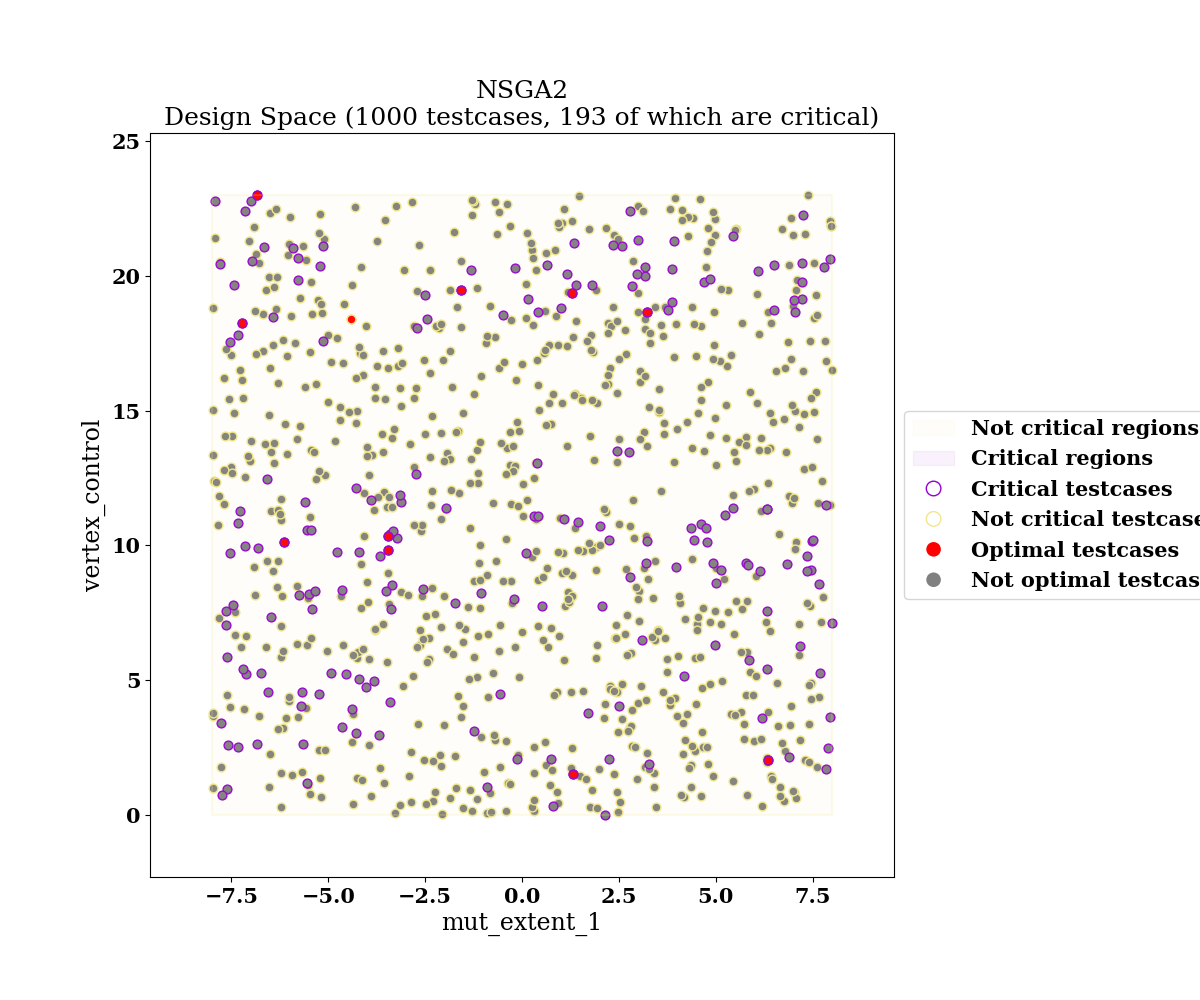 NSGA2
Design Space (1000 testcases, 193 of which are critical)
25
20
15
10
5
0
vertex_control
−7.5 −5.0 −2.5 0.0 2.5 5.0 7.5
mut_extent_1
Not critical regions
Critical regions
Critical testcases
Not critical testcase
Optimal testcases
Not optimal testcas